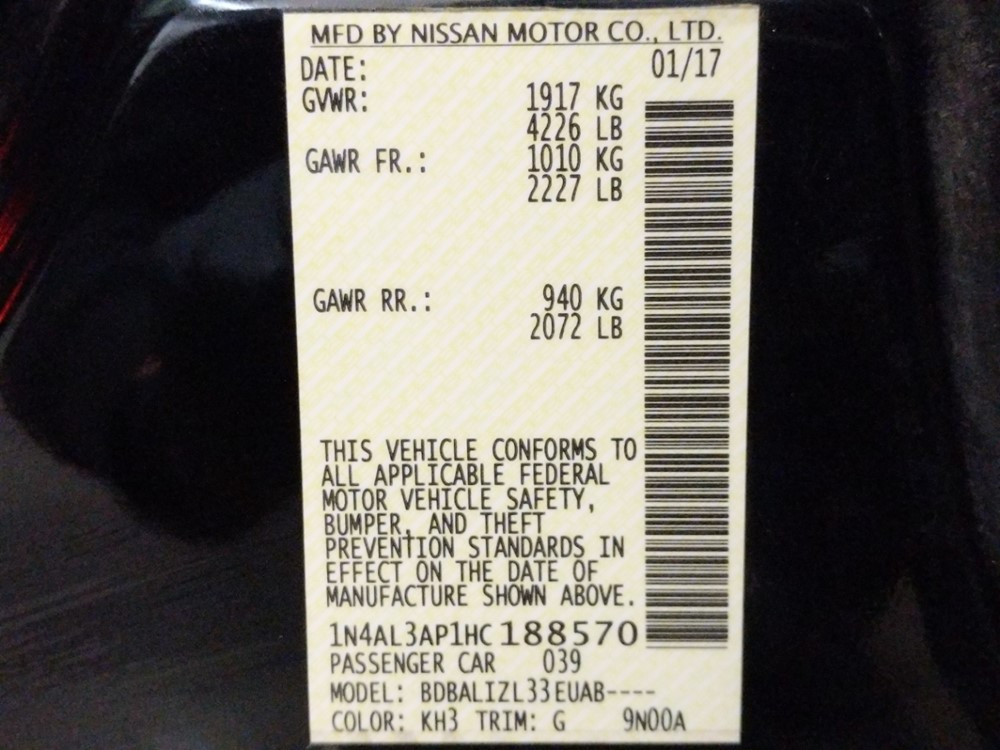 MFD BY NISSAN MOTOR CO., LTD.
DATE: 01/17
GVWR: 1917 KG
4226 LB
GAWR FR.: 1010 KG
2227 LB
GAWR RR.: 940 KG
2072 LB
THIS VEHICLE CONFORMS TO
ALL APPLICABLE FEDERAL
MOTOR VEHICLE SAFETY,
BUMPER, AND THEFT
PREVENTION STANDARDS IN
EFFECT ON THE DATE OF
MANUFACTURE SHOWN ABOVE.
1N4AL3AP1HC188570
PASSENGER CAR 039
MODEL: BDBALIZL33EUAB----
COLOR: KH3 TRIM: G 9N00A